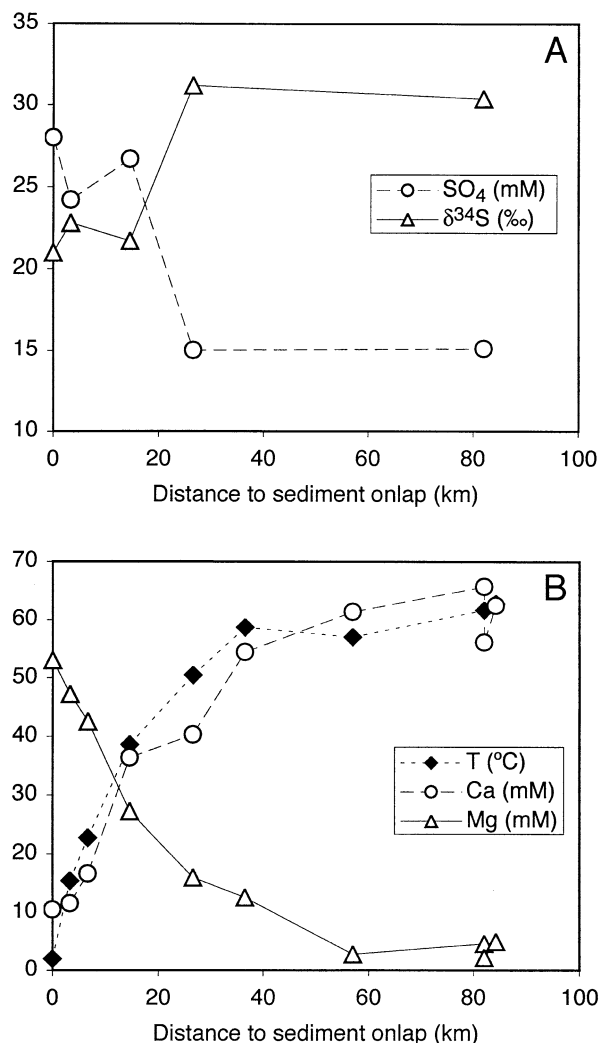 35
A
30
25
SO₄ (mM)
δ³⁴S (‰)
20
15
10
0 20 40 60 80 100
Distance to sediment onlap (km)
70
B
60
50
40
T (ºC)
Ca (mM)
30
Mg (mM)
20
10
0
0 20 40 60 80 100
Distance to sediment onlap (km)